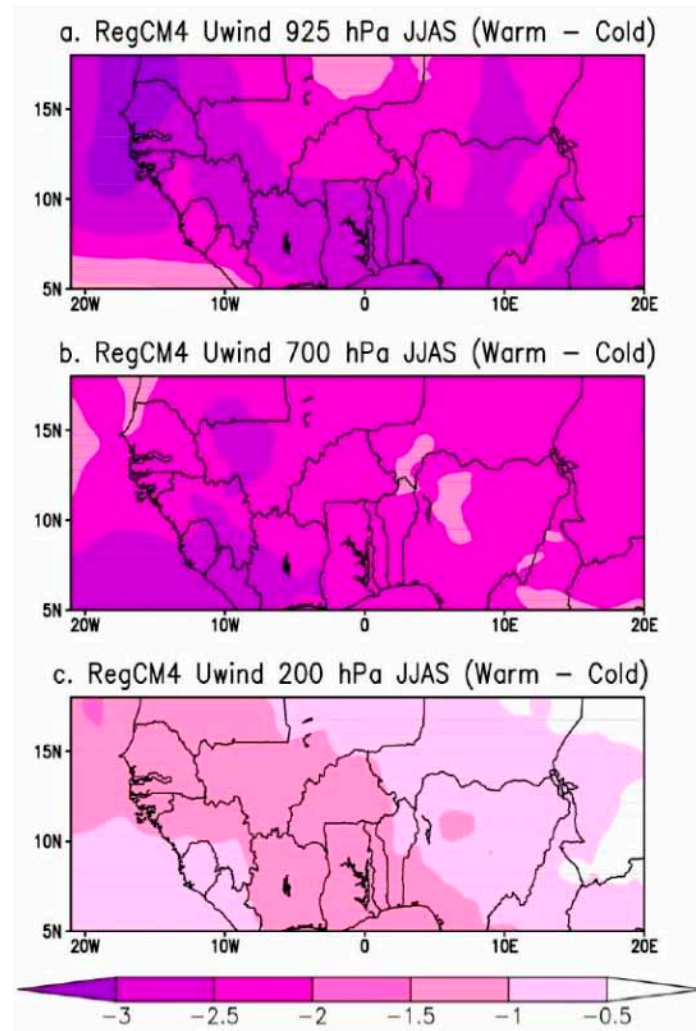 a. RegCM4 Uwind 925 hPa JJAS (Warm – Cold)
15N
10N
5N
20W 10W 0 10E 20E
b. RegCM4 Uwind 700 hPa JJAS (Warm – Cold)
15N
10N
5N
20W 10W 0 10E 20E
c. RegCM4 Uwind 200 hPa JJAS (Warm – Cold)
15N
10N
5N
20W 10W 0 10E 20E
−3 −2.5 −2 −1.5 −1 −0.5